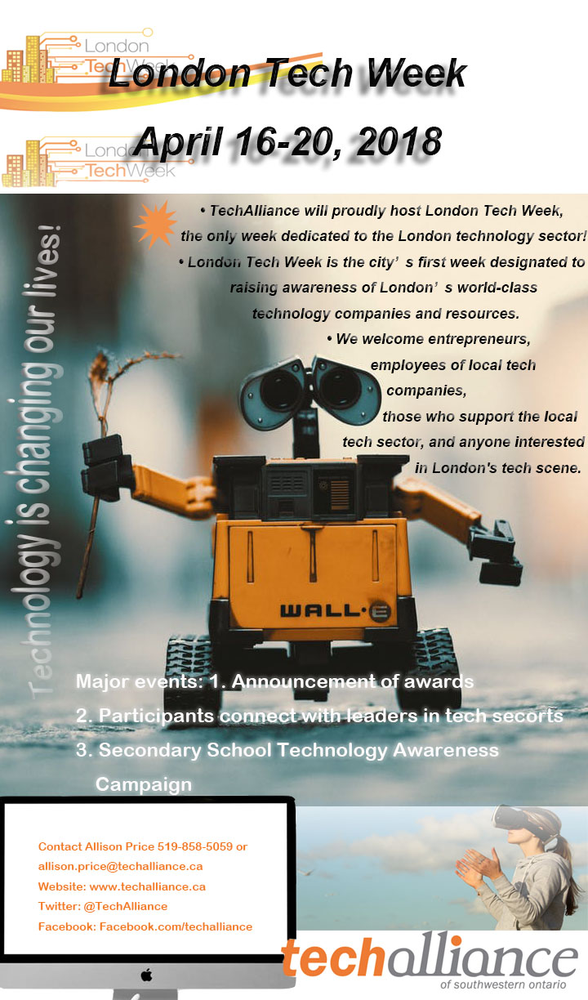 London
TechWeek
London Tech Week
April 16-20, 2018
London
TechWeek
Technology is changing our lives!
• TechAlliance will proudly host London Tech Week,
the only week dedicated to the London technology sector!
• London Tech Week is the city’s first week designated to
raising awareness of London’s world-class
technology companies and resources.
• We welcome entrepreneurs,
employees of local tech
companies,
those who support the local
tech sector, and anyone interested
in London's tech scene.
WALL•E
Major events: 1. Announcement of awards
2. Participants connect with leaders in tech secorts
3. Secondary School Technology Awareness
Campaign
Contact Allison Price 519-858-5059 or
allison.price@techalliance.ca
Website: www.techalliance.ca
Twitter: @TechAlliance
Facebook: Facebook.com/techalliance
techalliance
of southwestern ontario